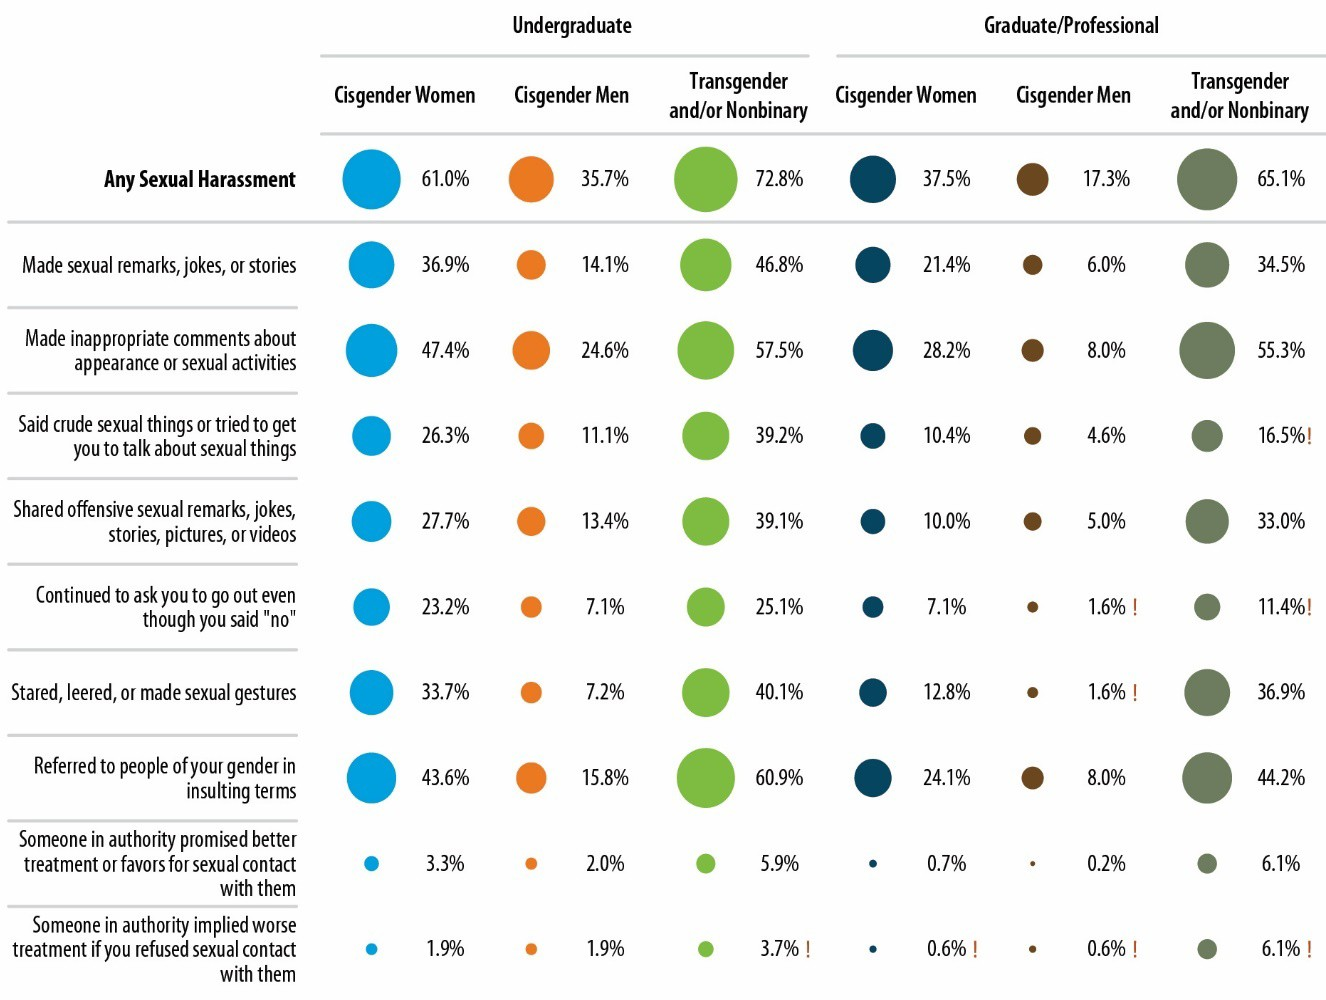 Undergraduate
Graduate/Professional
Cisgender Women
Cisgender Men
Transgender
and/or Nonbinary
Cisgender Women
Cisgender Men
Transgender
and/or Nonbinary
Any Sexual Harassment 61.0% 35.7% 72.8% 37.5% 17.3% 65.1%
Made sexual remarks, jokes, or stories 36.9% 14.1% 46.8% 21.4% 6.0% 34.5%
Made inappropriate comments about
appearance or sexual activities 47.4% 24.6% 57.5% 28.2% 8.0% 55.3%
Said crude sexual things or tried to get
you to talk about sexual things 26.3% 11.1% 39.2% 10.4% 4.6% 16.5%!
Shared offensive sexual remarks, jokes,
stories, pictures, or videos 27.7% 13.4% 39.1% 10.0% 5.0% 33.0%
Continued to ask you to go out even
though you said "no" 23.2% 7.1% 25.1% 7.1% 1.6% ! 11.4%!
Stared, leered, or made sexual gestures 33.7% 7.2% 40.1% 12.8% 1.6% ! 36.9%
Referred to people of your gender in
insulting terms 43.6% 15.8% 60.9% 24.1% 8.0% 44.2%
Someone in authority promised better
treatment or favors for sexual contact 3.3% 2.0% 5.9% 0.7% 0.2% 6.1%
with them
Someone in authority implied worse
treatment if you refused sexual contact 1.9% 1.9% 3.7% ! 0.6% ! 0.6% ! 6.1% !
with them